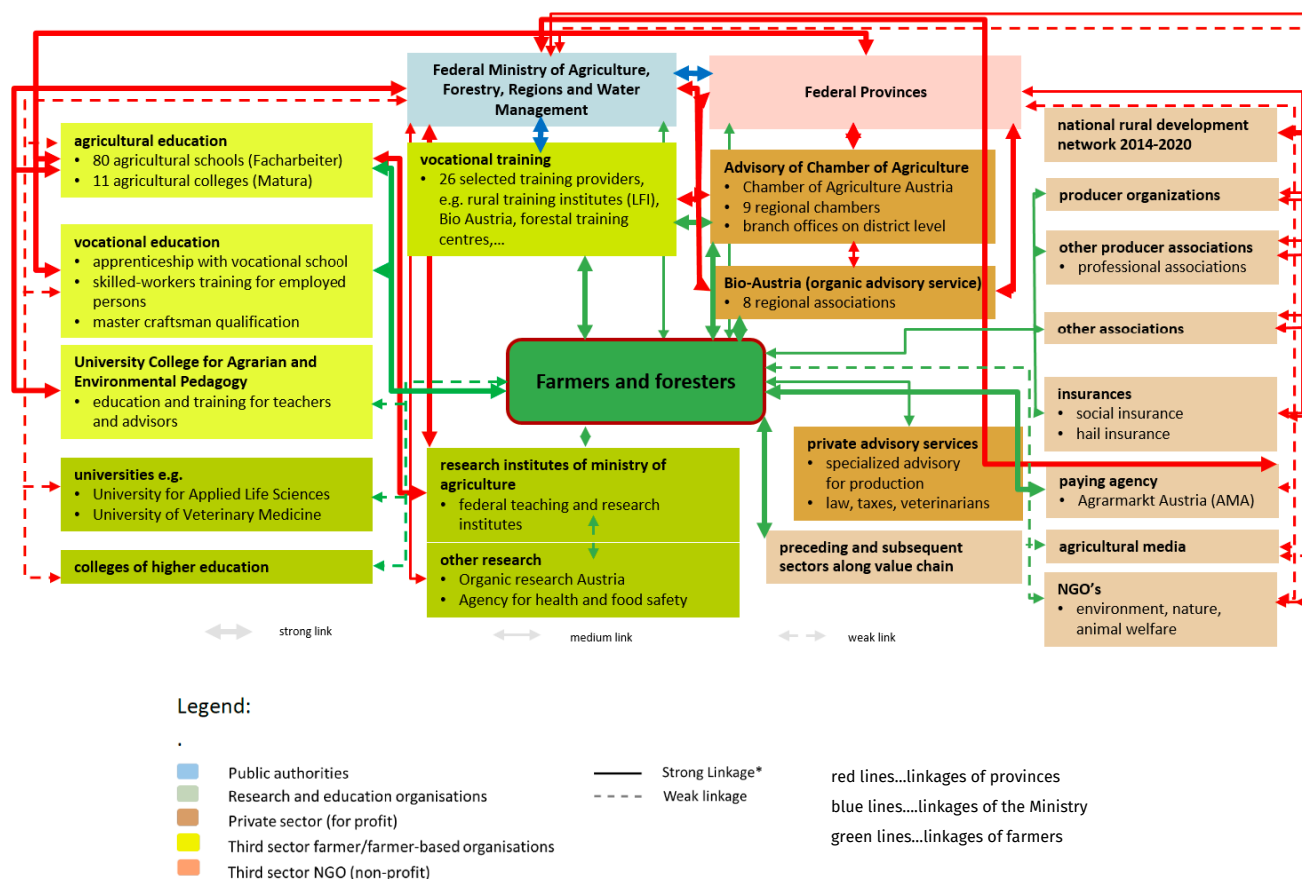 Federal Ministry of Agriculture,
Forestry, Regions and Water
Management
Federal Provinces
agricultural education
• 80 agricultural schools (Facharbeiter)
• 11 agricultural colleges (Matura)
vocational training
• 26 selected training providers,
e.g. rural training institutes (LFI),
Bio Austria, forestal training
centres,...
Advisory of Chamber of Agriculture
• Chamber of Agriculture Austria
• 9 regional chambers
• branch offices on district level
national rural development
network 2014-2020
producer organizations
vocational education
• apprenticeship with vocational school
• skilled-workers training for employed
persons
• master craftsman qualification
other producer associations
• professional associations
Bio-Austria (organic advisory service)
• 8 regional associations
other associations
University College for Agrarian and
Environmental Pedagogy
• education and training for teachers
and advisors
Farmers and foresters
insurances
• social insurance
• hail insurance
universities e.g.
• University for Applied Life Sciences
• University of Veterinary Medicine
research institutes of ministry of
agriculture
• federal teaching and research
institutes
private advisory services
• specialized advisory
for production
• law, taxes, veterinarians
paying agency
• Agrarmarkt Austria (AMA)
colleges of higher education
other research
• Organic research Austria
• Agency for health and food safety
preceding and subsequent
sectors along value chain
agricultural media
NGO's
• environment, nature,
animal welfare
strong link
medium link
weak link
Legend:
.
Public authorities
Research and education organisations
Private sector (for profit)
Third sector farmer/farmer-based organisations
Third sector NGO (non-profit)
Strong Linkage*
Weak linkage
red lines...linkages of provinces
blue lines....linkages of the Ministry
green lines...linkages of farmers